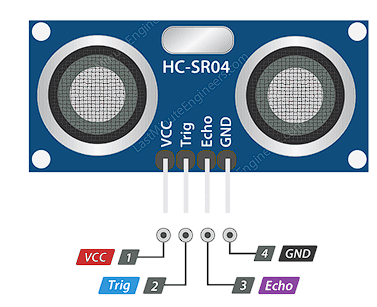 HC-SR04
VCC Trig Echo GND
VCC 1
4 GND
Trig 2
3 Echo